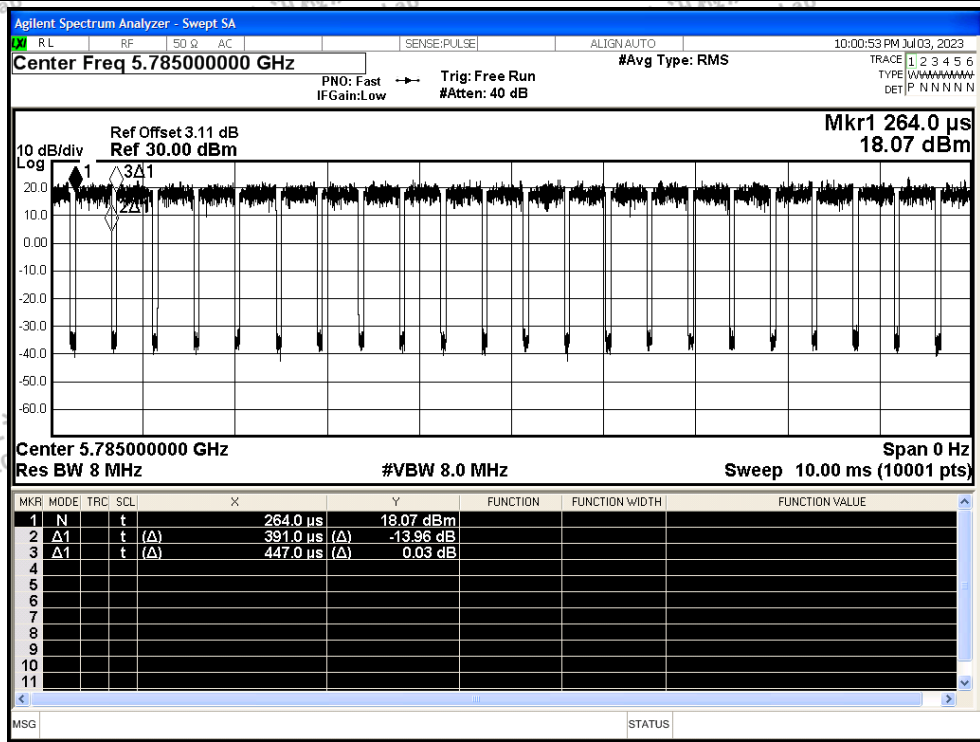 Agilent Spectrum Analyzer - Swept SA
LXI RL RF 50 Ω AC SENSE:PULSE ALIGN AUTO 10:00:53 PM Jul 03, 2023
Center Freq 5.785000000 GHz
PNO: Fast
IFGain:Low
Trig: Free Run
#Atten: 40 dB
#Avg Type: RMS
TRACE 1 2 3 4 5 6
TYPE WWWWWW
DET P N N N N N
Mkr1 264.0 µs
18.07 dBm
Ref Offset 3.11 dB
10 dB/div Ref 30.00 dBm
Log
1
3Δ1
2Δ1
20.0
10.0
0.00
-10.0
-20.0
-30.0
-40.0
-50.0
-60.0
Center 5.785000000 GHz Span 0 Hz
Res BW 8 MHz #VBW 8.0 MHz Sweep 10.00 ms (10001 pts)
MKR MODE TRC SCL X Y FUNCTION FUNCTION WIDTH FUNCTION VALUE
1 N t 264.0 µs 18.07 dBm
2 Δ1 t (Δ) 391.0 µs (Δ) -13.96 dB
3 Δ1 t (Δ) 447.0 µs (Δ) 0.03 dB
4
5
6
7
8
9
10
11
MSG STATUS